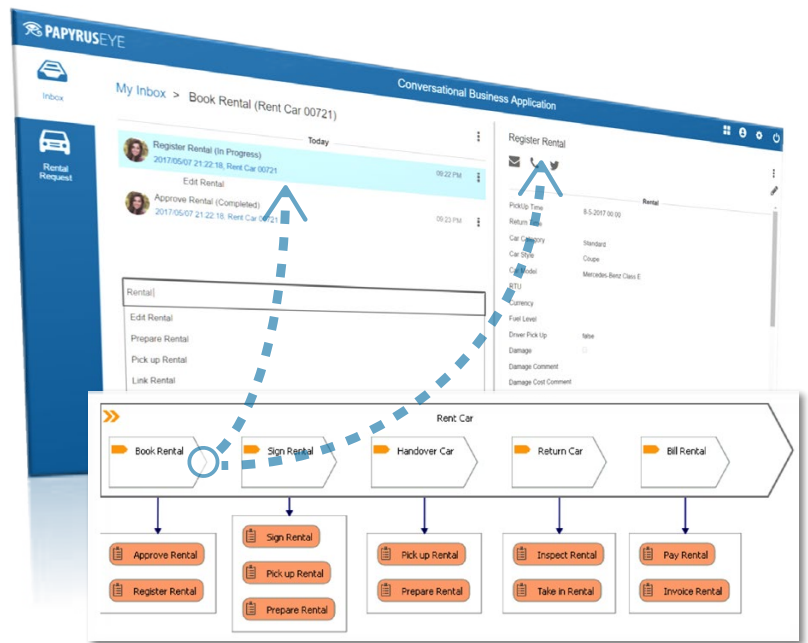 PAPYRUSEYE
Conversational Business Application
Inbox
Rental
Request
My Inbox > Book Rental (Rent Car 00721)
Today
Register Rental (In Progress)
2017/05/07 21:22:18, Rent Car 00721
09:22 PM
Edit Rental
Approve Rental (Completed)
2017/05/07 21:22:18, Rent Car 00721
09:23 PM
Rental
Edit Rental
Prepare Rental
Pick up Rental
Link Rental
Register Rental
Rental
PickUp Time 8-5-2017 00:00
Return Time
Car Category Standard
Car Style Coupe
Car Model Mercedes-Benz Class E
RTU
Currency
Fuel Level
Driver Pick Up false
Damage
Damage Comment
Damage Cost Comment
Rent Car
Book Rental
Sign Rental
Handover Car
Return Car
Bill Rental
Approve Rental
Register Rental
Sign Rental
Pick up Rental
Prepare Rental
Pick up Rental
Prepare Rental
Inspect Rental
Take in Rental
Pay Rental
Invoice Rental